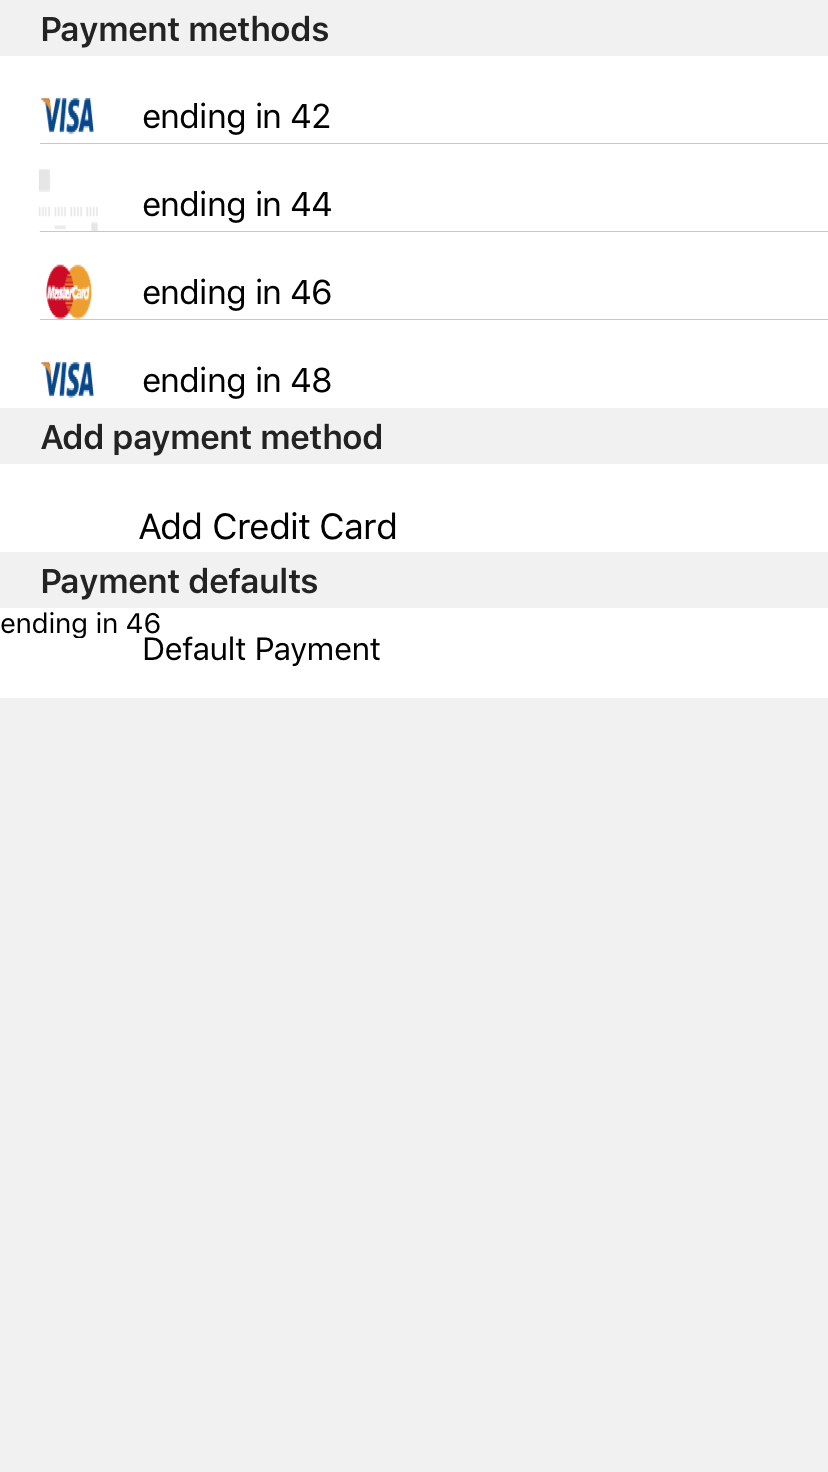 Payment methods
VISA ending in 42
ending in 44
MasterCard ending in 46
VISA ending in 48
Add payment method
Add Credit Card
Payment defaults
ending in 46
Default Payment